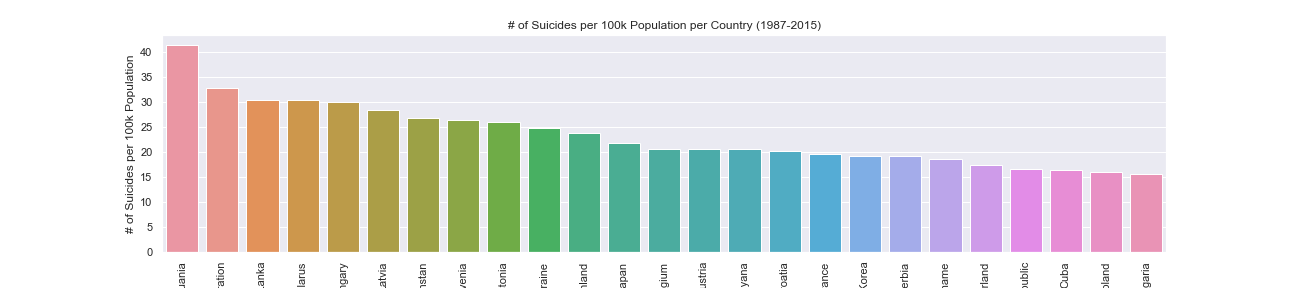 # of Suicides per 100k Population per Country (1987-2015)
# of Suicides per 100k Population
40
35
30
25
20
15
10
5
0
uania
ration
Lanka
larus
ngary
atvia
nstan
venia
tonia
raine
nland
apan
gium
ustria
yana
roatia
ance
Korea
erbia
name
rland
public
Cuba
oland
garia